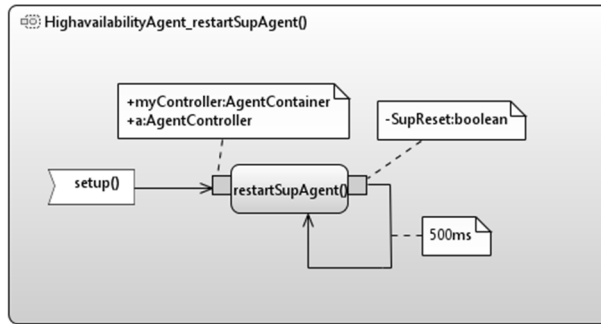 HighavailabilityAgent_restartSupAgent()
+myController:AgentContainer
+a:AgentController
-SupReset:boolean
setup()
restartSupAgent()
500ms